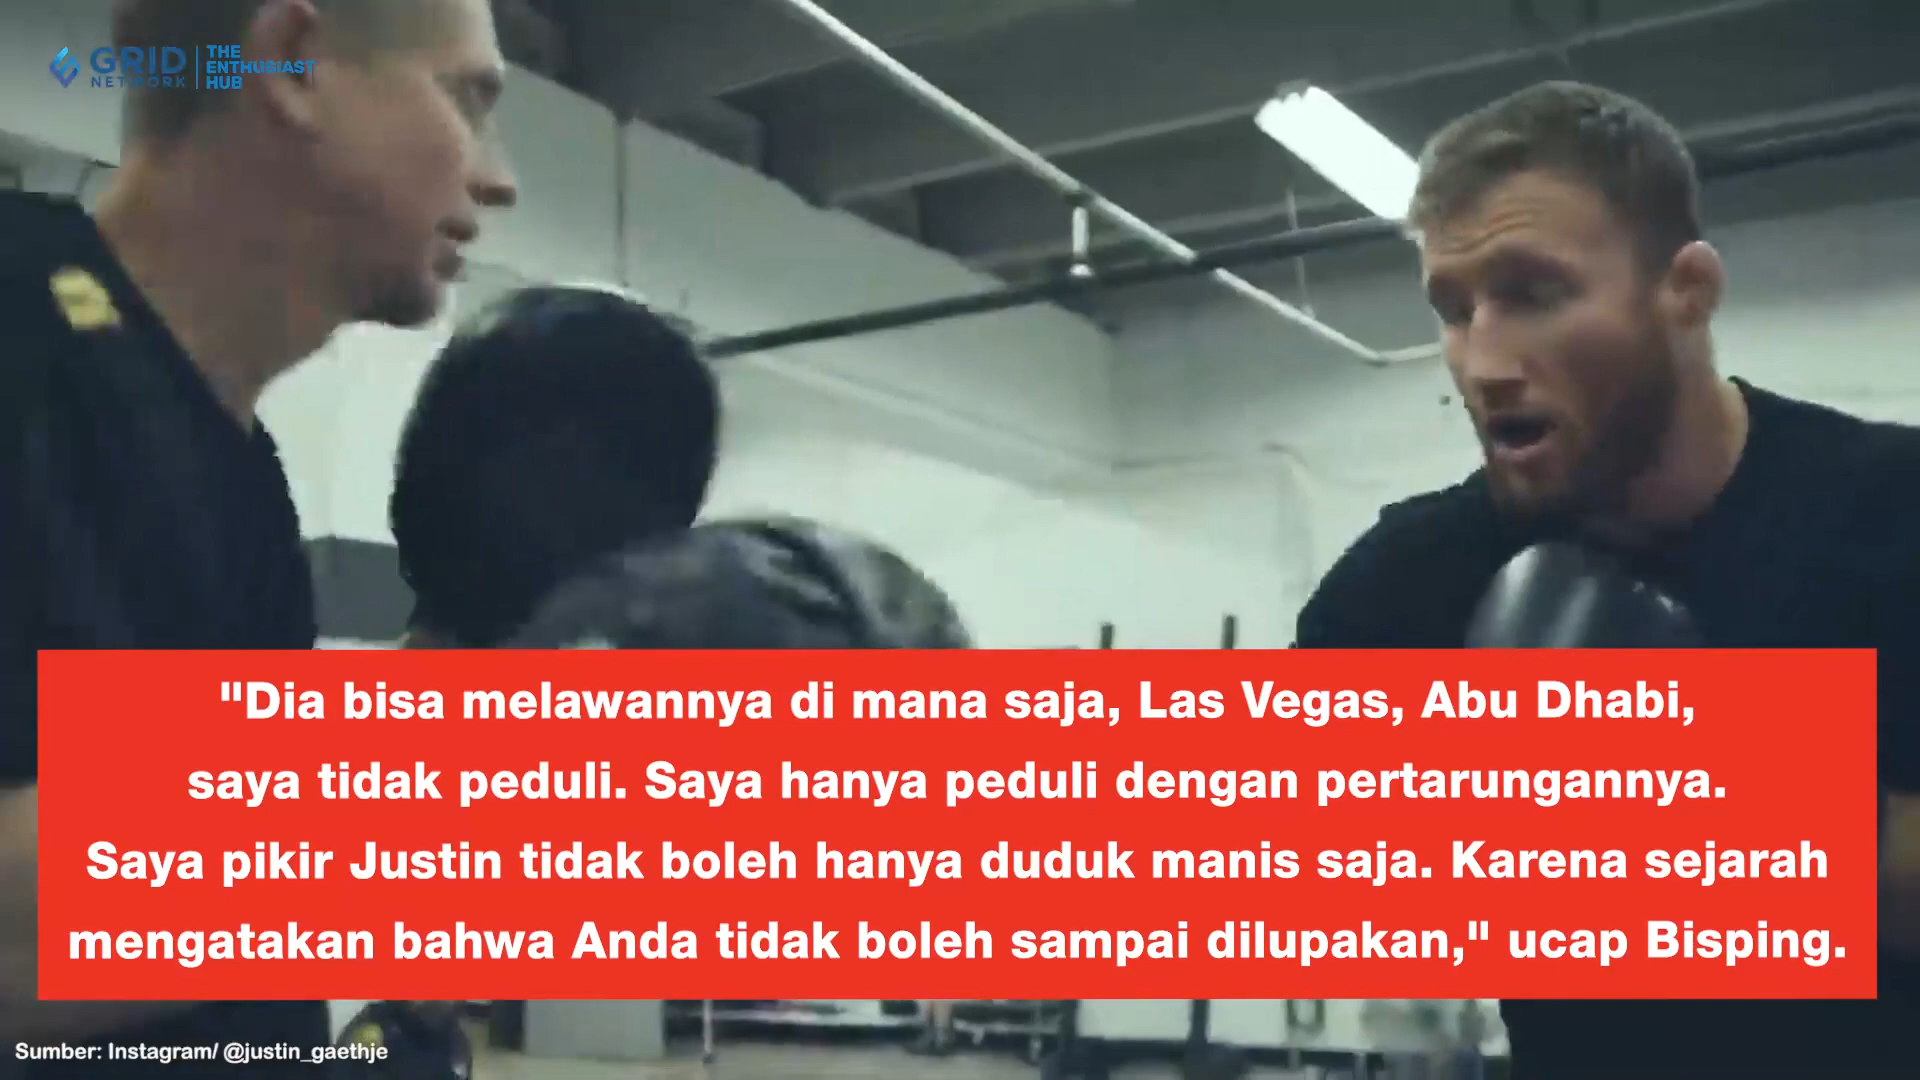 GRID
NETWORK
THE
ENTHUSIAST
HUB
"Dia bisa melawannya di mana saja, Las Vegas, Abu Dhabi,
saya tidak peduli. Saya hanya peduli dengan pertarungannya.
Saya pikir Justin tidak boleh hanya duduk manis saja. Karena sejarah
mengatakan bahwa Anda tidak boleh sampai dilupakan," ucap Bisping.
Sumber: Instagram/ @justin_gaethje